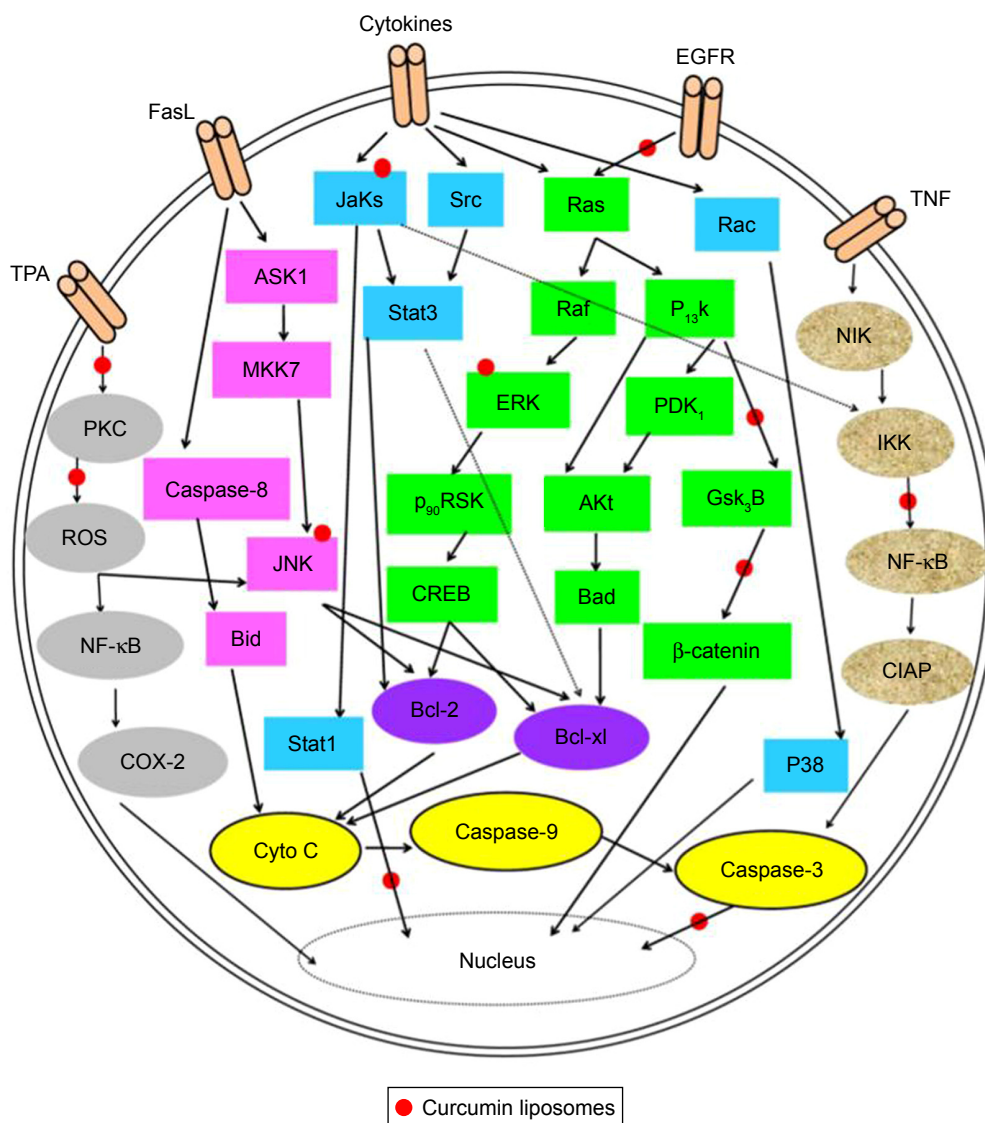 Cytokines
EGFR
FasL
TNF
TPA
JaKs
Src
Ras
Rac
ASK1
Stat3
Raf
P₁₃k
NIK
MKK7
ERK
PDK₁
PKC
IKK
Caspase-8
p₉₀RSK
AKt
Gsk₃B
ROS
JNK
NF-κB
CREB
Bad
NF-κB
Bid
β-catenin
CIAP
Bcl-2
Bcl-xl
Stat1
COX-2
P38
Cyto C
Caspase-9
Caspase-3
Nucleus
Curcumin liposomes